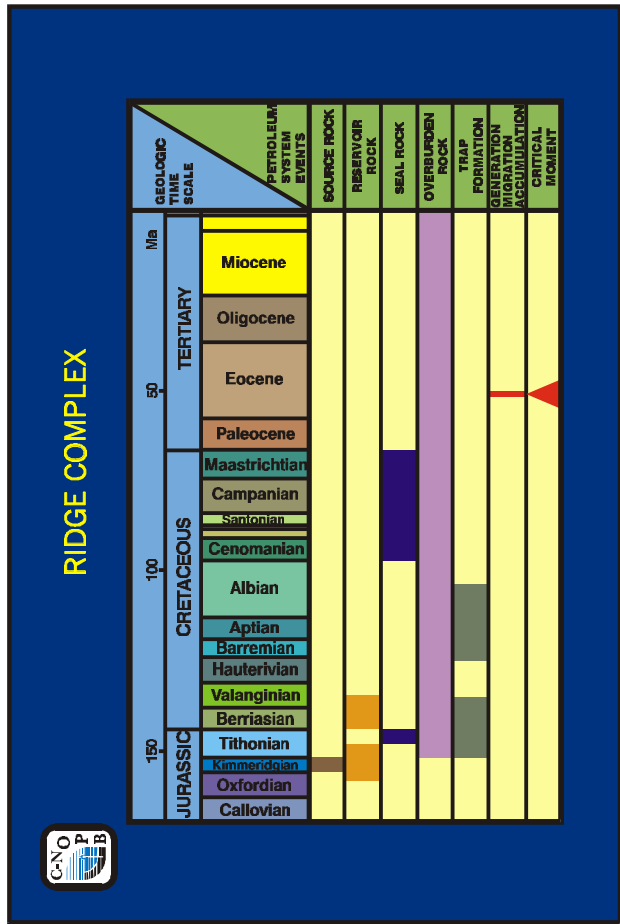 RIDGE COMPLEX
GEOLOGIC
TIME
SCALE
PETROLEUM
SYSTEM
EVENTS
SOURCE ROCK
RESERVOIR
ROCK
SEAL ROCK
OVERBURDEN
ROCK
TRAP
FORMATION
GENERATION
MIGRATION
ACCUMULATION
CRITICAL
MOMENT
Ma
50
100
150
TERTIARY
CRETACEOUS
JURASSIC
Miocene
Oligocene
Eocene
Paleocene
Maastrichtian
Campanian
Santonian
Cenomanian
Albian
Aptian
Barremian
Hauterivian
Valanginian
Berriasian
Tithonian
Kimmeridgian
Oxfordian
Callovian
C-NOPB